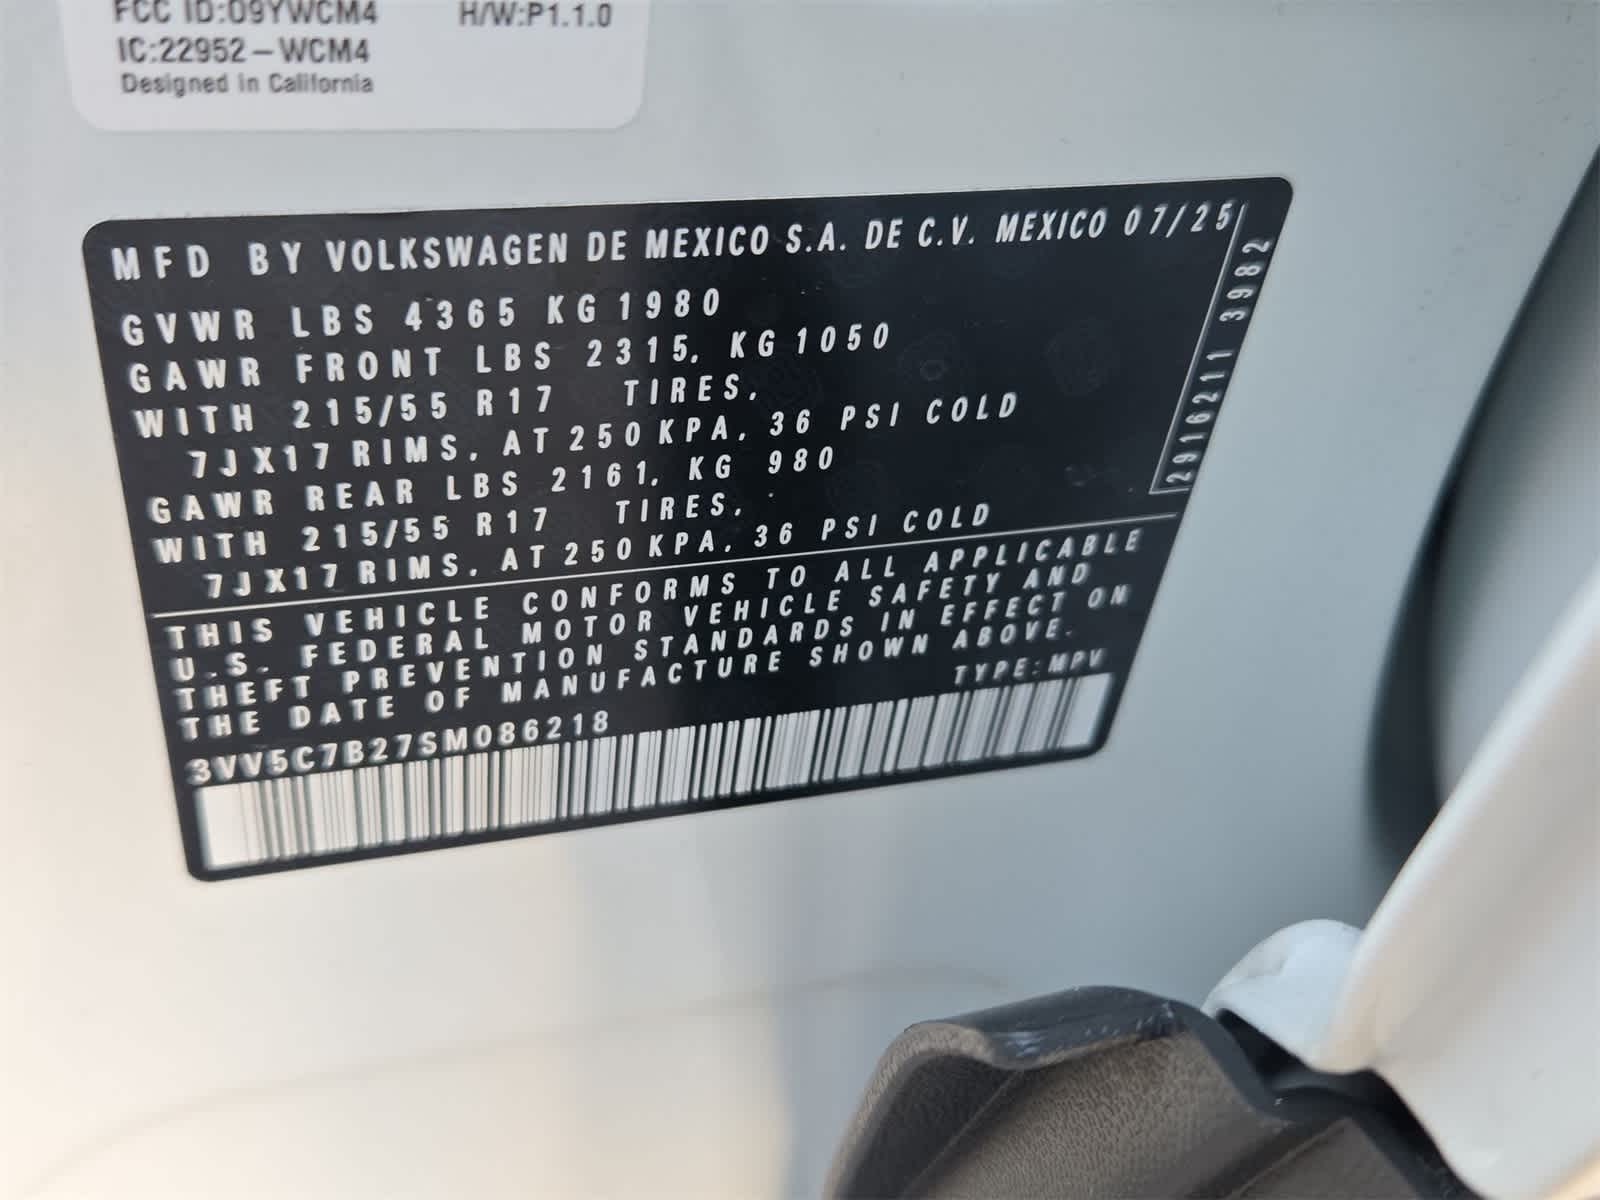 FCC ID:O9YWCM4 H/W:P1.1.0
IC:22952-WCM4
Designed in California
MFD BY VOLKSWAGEN DE MEXICO S.A. DE C.V. MEXICO 07/25
GVWR LBS 4365 KG 1980
GAWR FRONT LBS 2315, KG 1050
WITH 215/55 R17 TIRES,
7JX17 RIMS, AT 250 KPA, 36 PSI COLD
GAWR REAR LBS 2161, KG 980
WITH 215/55 R17 TIRES,
7JX17 RIMS, AT 250 KPA, 36 PSI COLD
2916211 3982
THIS VEHICLE CONFORMS TO ALL APPLICABLE
U.S. FEDERAL MOTOR VEHICLE SAFETY AND
THEFT PREVENTION STANDARDS IN EFFECT ON
THE DATE OF MANUFACTURE SHOWN ABOVE.
TYPE:MPV
3VV5C7B27SM086218